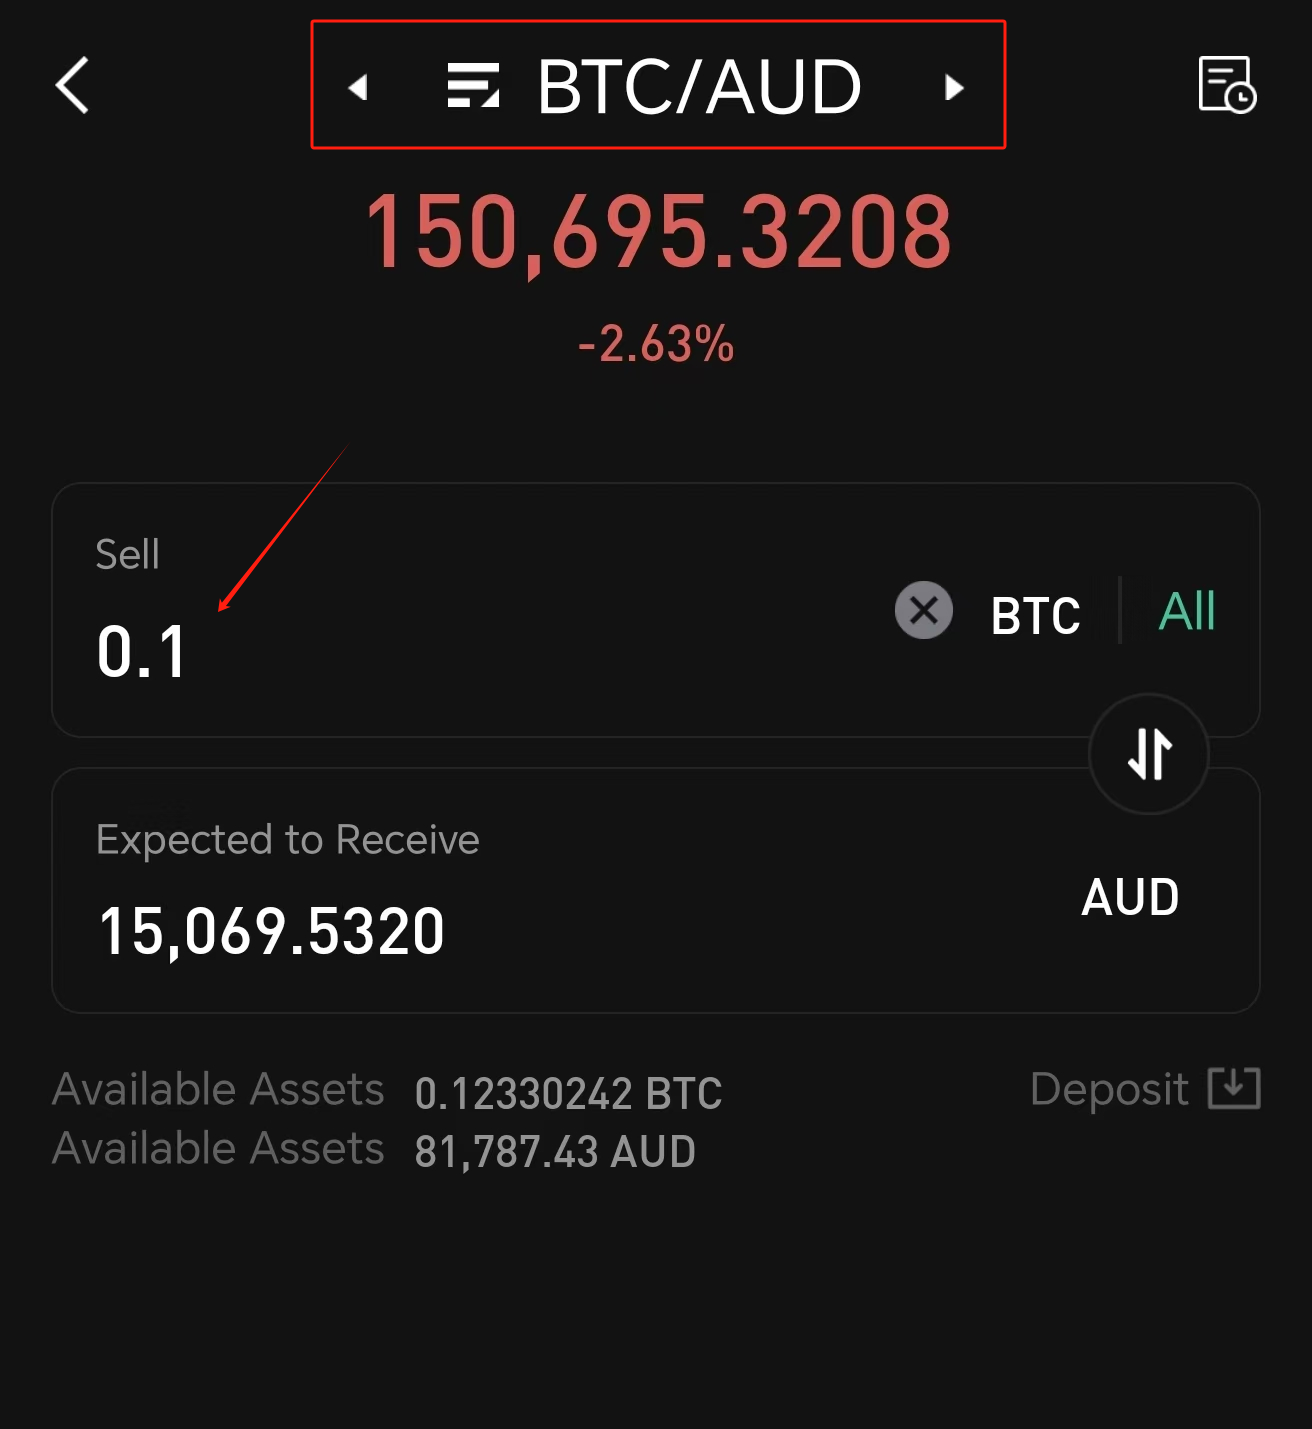 BTC/AUD
150,695.3208
-2.63%
Sell
0.1
BTC
All
Expected to Receive
15,069.5320
AUD
Available Assets 0.12330242 BTC
Deposit
Available Assets 81,787.43 AUD